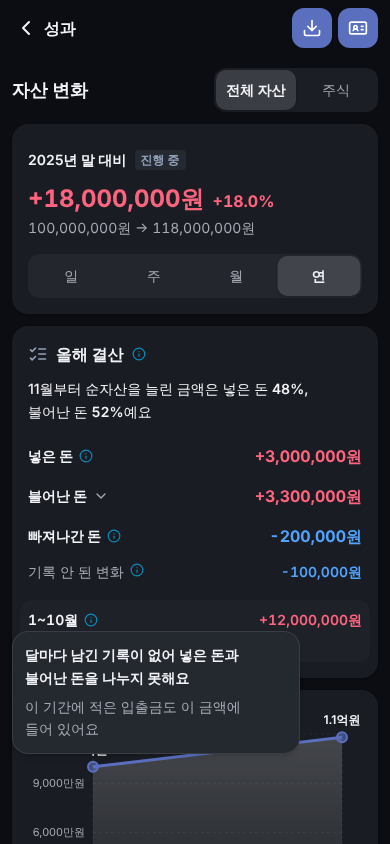 성과
자산 변화
전체 자산
주식
2025년 말 대비
진행 중
+18,000,000원 +18.0%
100,000,000원 → 118,000,000원
일
주
월
연
올해 결산
11월부터 순자산을 늘린 금액은 넣은 돈 48%,
불어난 돈 52%예요
넣은 돈
+3,000,000원
불어난 돈
+3,300,000원
빠져나간 돈
-200,000원
기록 안 된 변화
-100,000원
1~10월
+12,000,000원
달마다 남긴 기록이 없어 넣은 돈과
불어난 돈을 나누지 못해요
이 기간에 적은 입출금도 이 금액에
들어 있어요
1.1억원
9,000만원
6,000만원